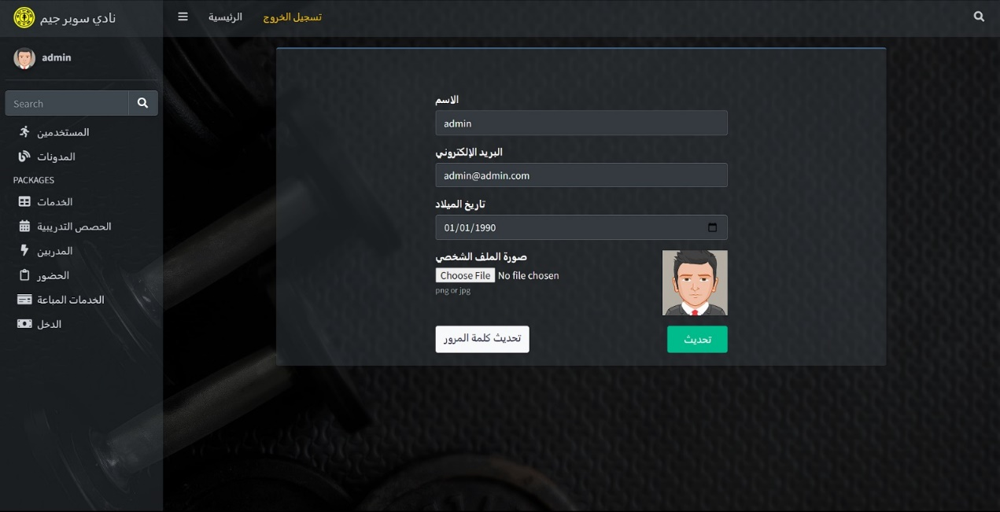 نادي سوبر جيم
الرئيسية
تسجيل الخروج
admin
Search
المستخدمين
المدونات
PACKAGES
الخدمات
الحصص التدريبية
المدربين
الحضور
الخدمات المباعة
الدخل
الاسم
admin
البريد الإلكتروني
admin@admin.com
تاريخ الميلاد
01/01/1990
صورة الملف الشخصي
Choose File No file chosen
png or jpg
تحديث كلمة المرور
تحديث